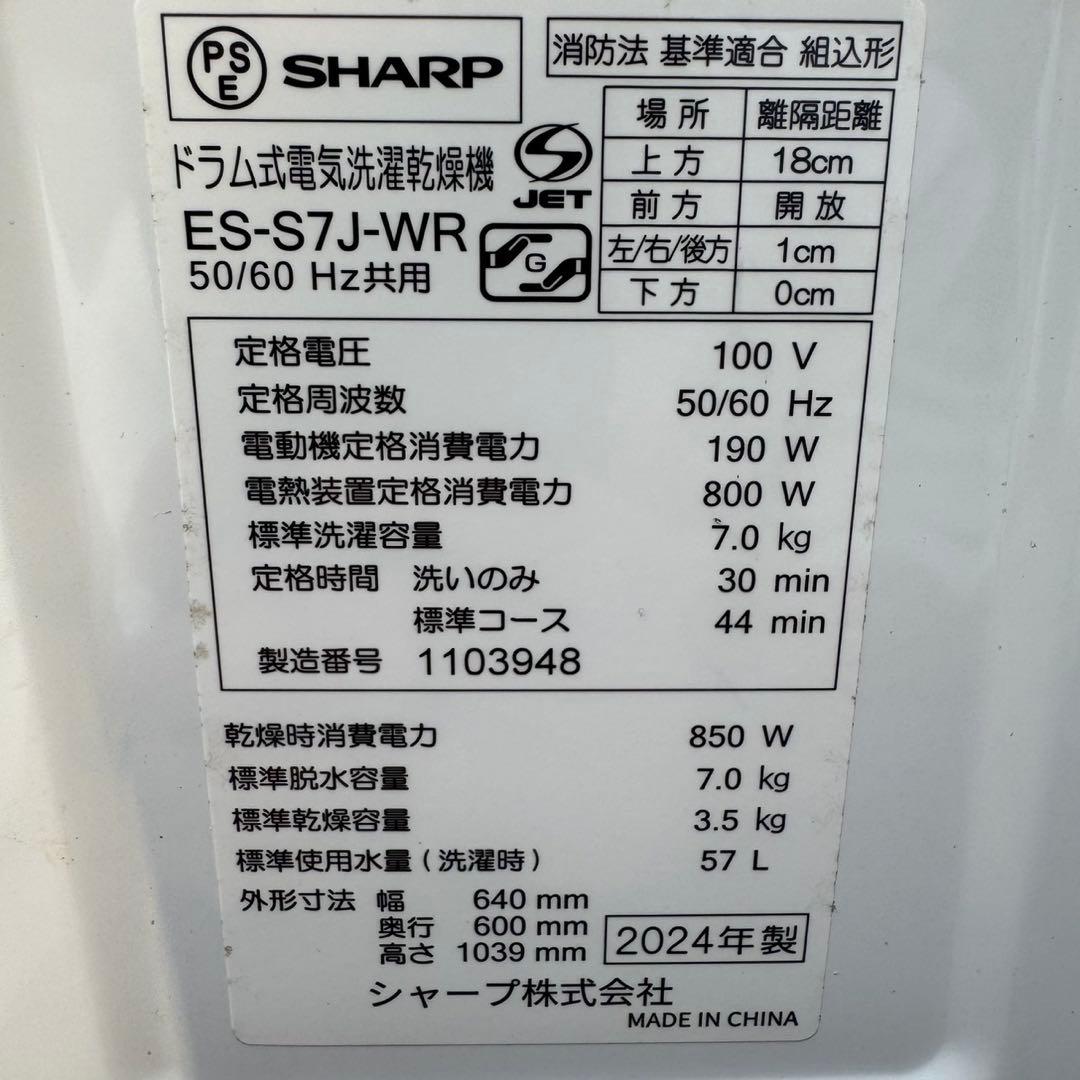 PSE SHARP
消防法 基準適合 組込形
場所 離隔距離
上方 18cm
前方 開放
左/右/後方 1cm
下方 0cm
ドラム式電気洗濯乾燥機
JET
ES-S7J-WR
G
50/60 Hz共用
定格電圧 100 V
定格周波数 50/60 Hz
電動機定格消費電力 190 W
電熱装置定格消費電力 800 W
標準洗濯容量 7.0 kg
定格時間 洗いのみ 30 min
標準コース 44 min
製造番号 1103948
乾燥時消費電力 850 W
標準脱水容量 7.0 kg
標準乾燥容量 3.5 kg
標準使用水量(洗濯時) 57 L
外形寸法 幅 640 mm
奥行 600 mm
高さ 1039 mm
2024年製
シャープ株式会社
MADE IN CHINA